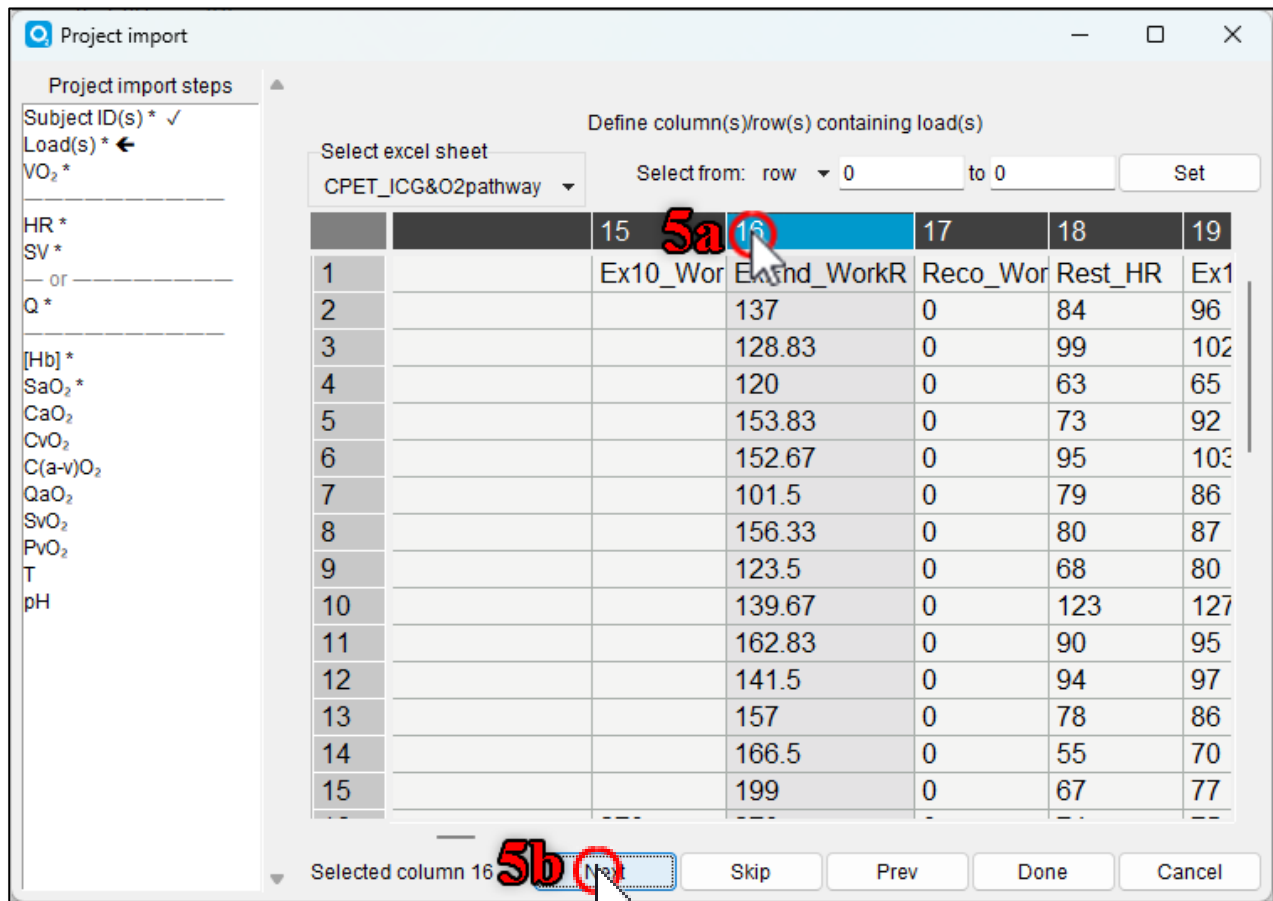 Project import
Project import steps
Subject ID(s) * ✓
Load(s) * 🡰
VO₂ *
HR *
SV *
— or —
Q *
[Hb] *
SaO₂ *
CaO₂
CvO₂
C(a-v)O₂
QaO₂
SvO₂
PvO₂
T
pH
Define column(s)/row(s) containing load(s)
Select excel sheet
CPET_ICG&O2pathway
Select from: row 0 to 0 Set
15 5a 16 17 18 19
1 Ex10_Wor WorkR Reco_Wor Rest_HR Ex1
2 137 0 84 96
3 128.83 0 99 102
4 120 0 63 65
5 153.83 0 73 92
6 152.67 0 95 103
7 101.5 0 79 86
8 156.33 0 80 87
9 123.5 0 68 80
10 139.67 0 123 127
11 162.83 0 90 95
12 141.5 0 94 97
13 157 0 78 86
14 166.5 0 55 70
15 199 0 67 77
Selected column 16 5b Next Skip Prev Done Cancel